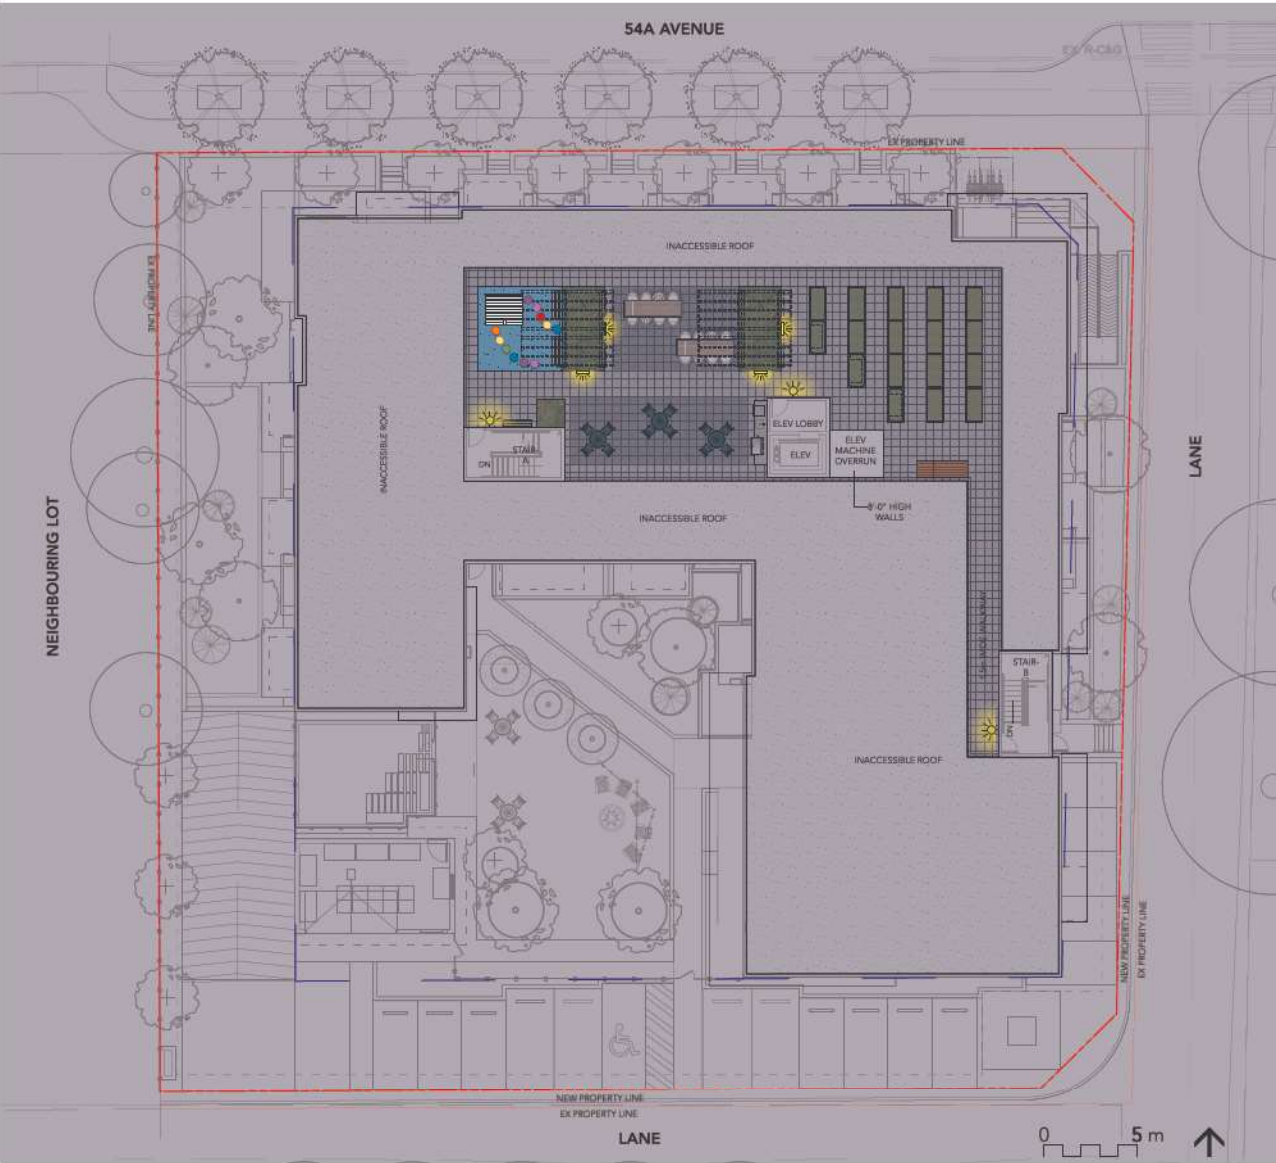 54A AVENUE
EX R-C&G
EX PROPERTY LINE
EX PROPERTY LINE
INACCESSIBLE ROOF
INACCESSIBLE ROOF
ELEV LOBBY
ELEV
ELEV
MACHINE
OVERRUN
STAIR-
A
DN
LANE
NEIGHBOURING LOT
INACCESSIBLE ROOF
HIGH
WALLS
STAIR-
B
DN
INACCESSIBLE ROOF
NEW PROPERTY LINE
EX PROPERTY LINE
NEW PROPERTY LINE
EX PROPERTY LINE
LANE
0 5 m